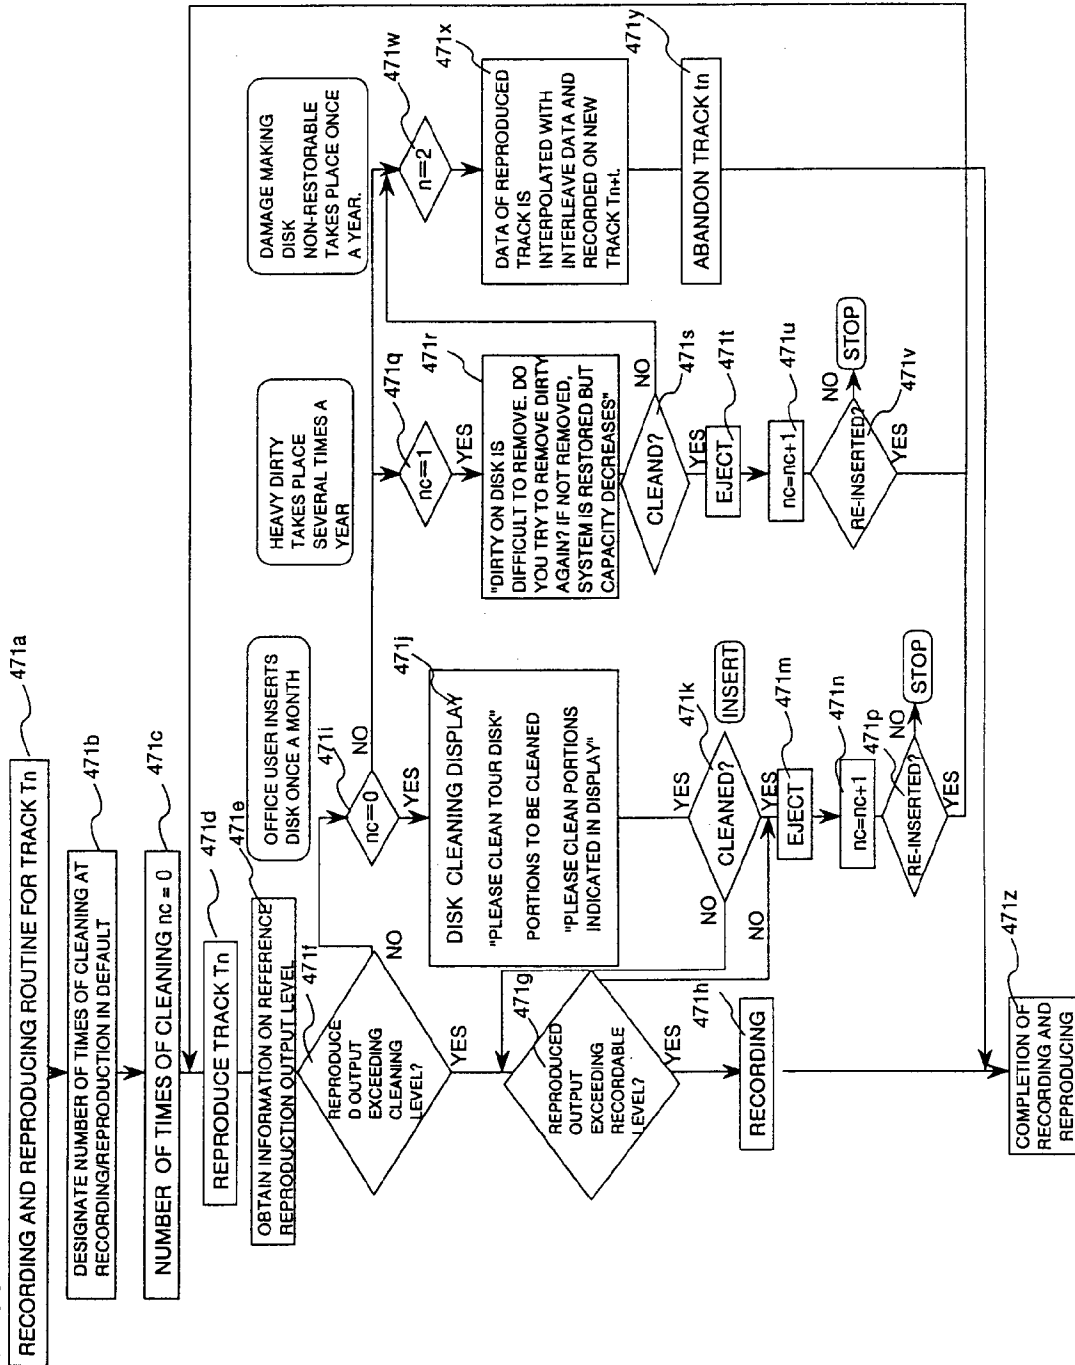 RECORDING AND REPRODUCING ROUTINE FOR TRACK Tn
471a
DESIGNATE NUMBER OF TIMES OF CLEANING AT
RECORDING/REPRODUCTION IN DEFAULT
471b
NUMBER OF TIMES OF CLEANING nc = 0
471c
REPRODUCE TRACK Tn
471d
OBTAIN INFORMATION ON REFERENCE
REPRODUCTION OUTPUT LEVEL
471e
REPRODUCE
D OUTPUT
EXCEEDING
CLEANING
LEVEL?
471f
NO
YES
REPRODUCED
OUTPUT
EXCEEDING
RECORDABLE
LEVEL?
471g
NO
YES
RECORDING
471h
OFFICE USER INSERTS
DISK ONCE A MONTH
nc=0
471i
NO
YES
DISK CLEANING DISPLAY
"PLEASE CLEAN TOUR DISK"
PORTIONS TO BE CLEANED
"PLEASE CLEAN PORTIONS
INDICATED IN DISPLAY"
471j
YES
CLEANED?
471k
NO
YES
INSERT
EJECT
471m
nc=nc+1
471n
RE-INSERTED?
471p
NO
STOP
YES
HEAVY DIRTY
TAKES PLACE
SEVERAL TIMES A
YEAR
nc=1
471q
YES
"DIRTY ON DISK IS
DIFFICULT TO REMOVE. DO
YOU TRY TO REMOVE DIRTY
AGAIN? IF NOT REMOVED,
SYSTEM IS RESTORED BUT
CAPACITY DECREASES"
471r
CLEAND?
471s
NO
YES
EJECT
471t
nc=nc+1
471u
RE-INSERTED?
471v
NO
STOP
YES
DAMAGE MAKING
DISK
NON-RESTORABLE
TAKES PLACE ONCE
A YEAR.
n=2
471w
DATA OF REPRODUCED
TRACK IS
INTERPOLATED WITH
INTERLEAVE DATA AND
RECORDED ON NEW
TRACK Tn+t.
471x
ABANDON TRACK tn
471y
COMPLETION OF
RECORDING AND
REPRODUCING
471z